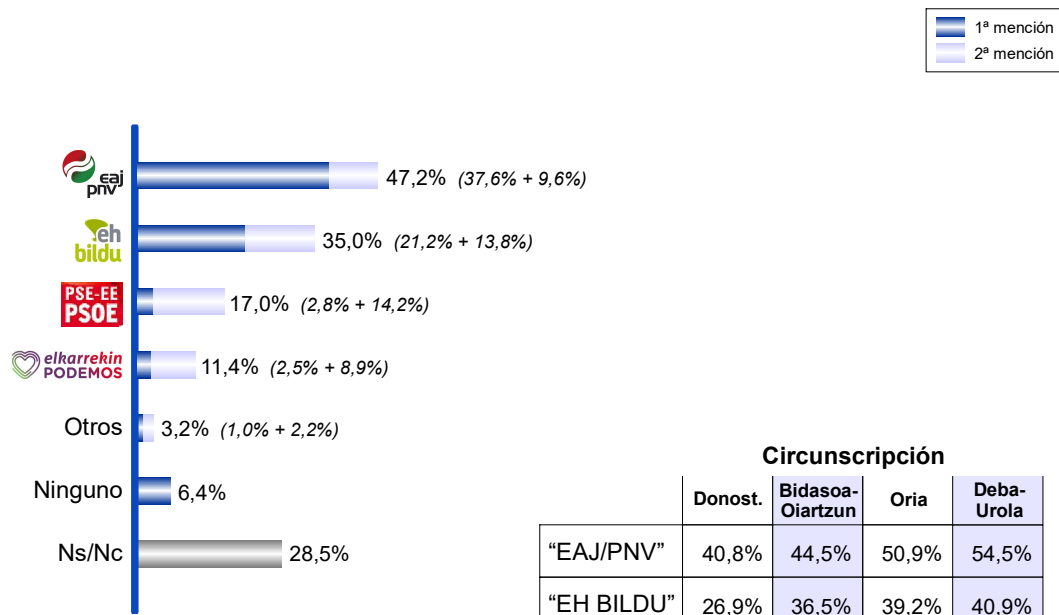 1ª mención
2ª mención
eaj
pnv
47,2% (37,6% + 9,6%)
eh
bildu
35,0% (21,2% + 13,8%)
PSE-EE
PSOE
17,0% (2,8% + 14,2%)
elkarrekin
PODEMOS
11,4% (2,5% + 8,9%)
Otros 3,2% (1,0% + 2,2%)
Ninguno 6,4%
Ns/Nc 28,5%
Circunscripción
Donost. Bidasoa-Oiartzun Oria Deba-Urola
“EAJ/PNV” 40,8% 44,5% 50,9% 54,5%
“EH BILDU” 26,9% 36,5% 39,2% 40,9%